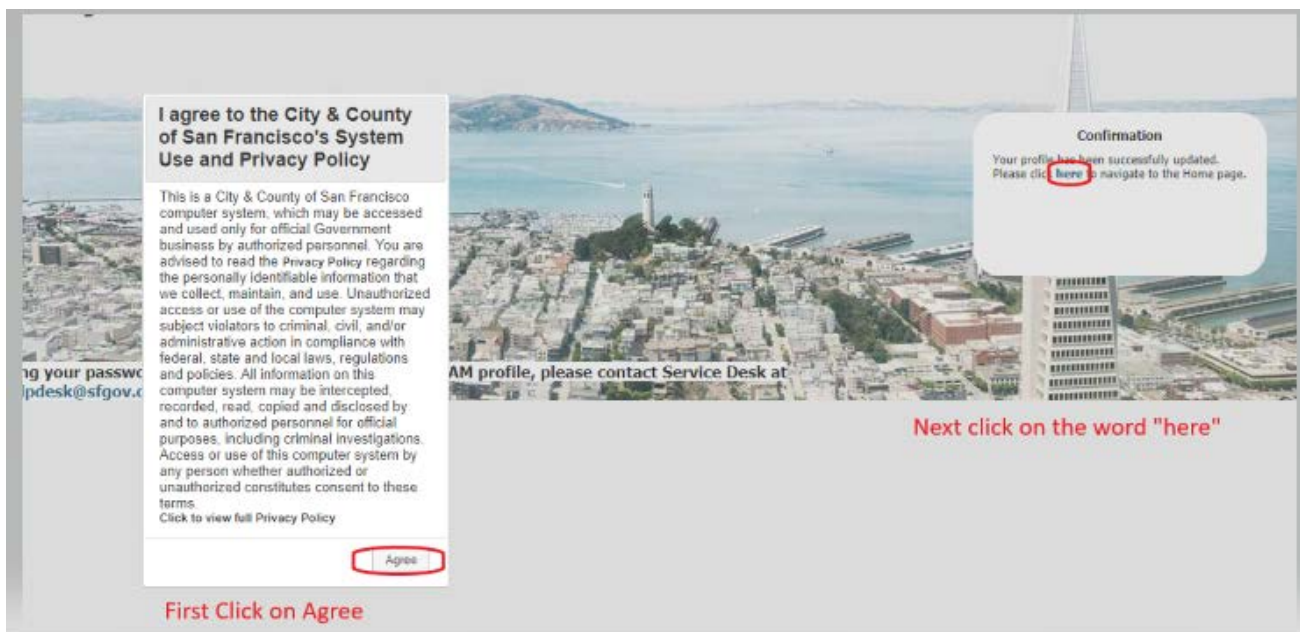 I agree to the City & County
of San Francisco's System
Use and Privacy Policy
This is a City & County of San Francisco
computer system, which may be accessed
and used only for official Government
business by authorized personnel. You are
advised to read the Privacy Policy regarding
the personally identifiable information that
we collect, maintain, and use. Unauthorized
access or use of the computer system may
subject violators to criminal, civil, and/or
administrative action in compliance with
federal, state and local laws, regulations
and policies. All information on this
computer system may be intercepted,
recorded, read, copied and disclosed by
and to authorized personnel for official
purposes, including criminal investigations.
Access or use of this computer system by
any person whether authorized or
unauthorized constitutes consent to these
terms.
Click to view full Privacy Policy
Agree
First Click on Agree
ng your passwo
lpdesk@sfgov.c
AM profile, please contact Service Desk at
Confirmation
Your profile has been successfully updated.
Please click here to navigate to the Home page.
Next click on the word "here"